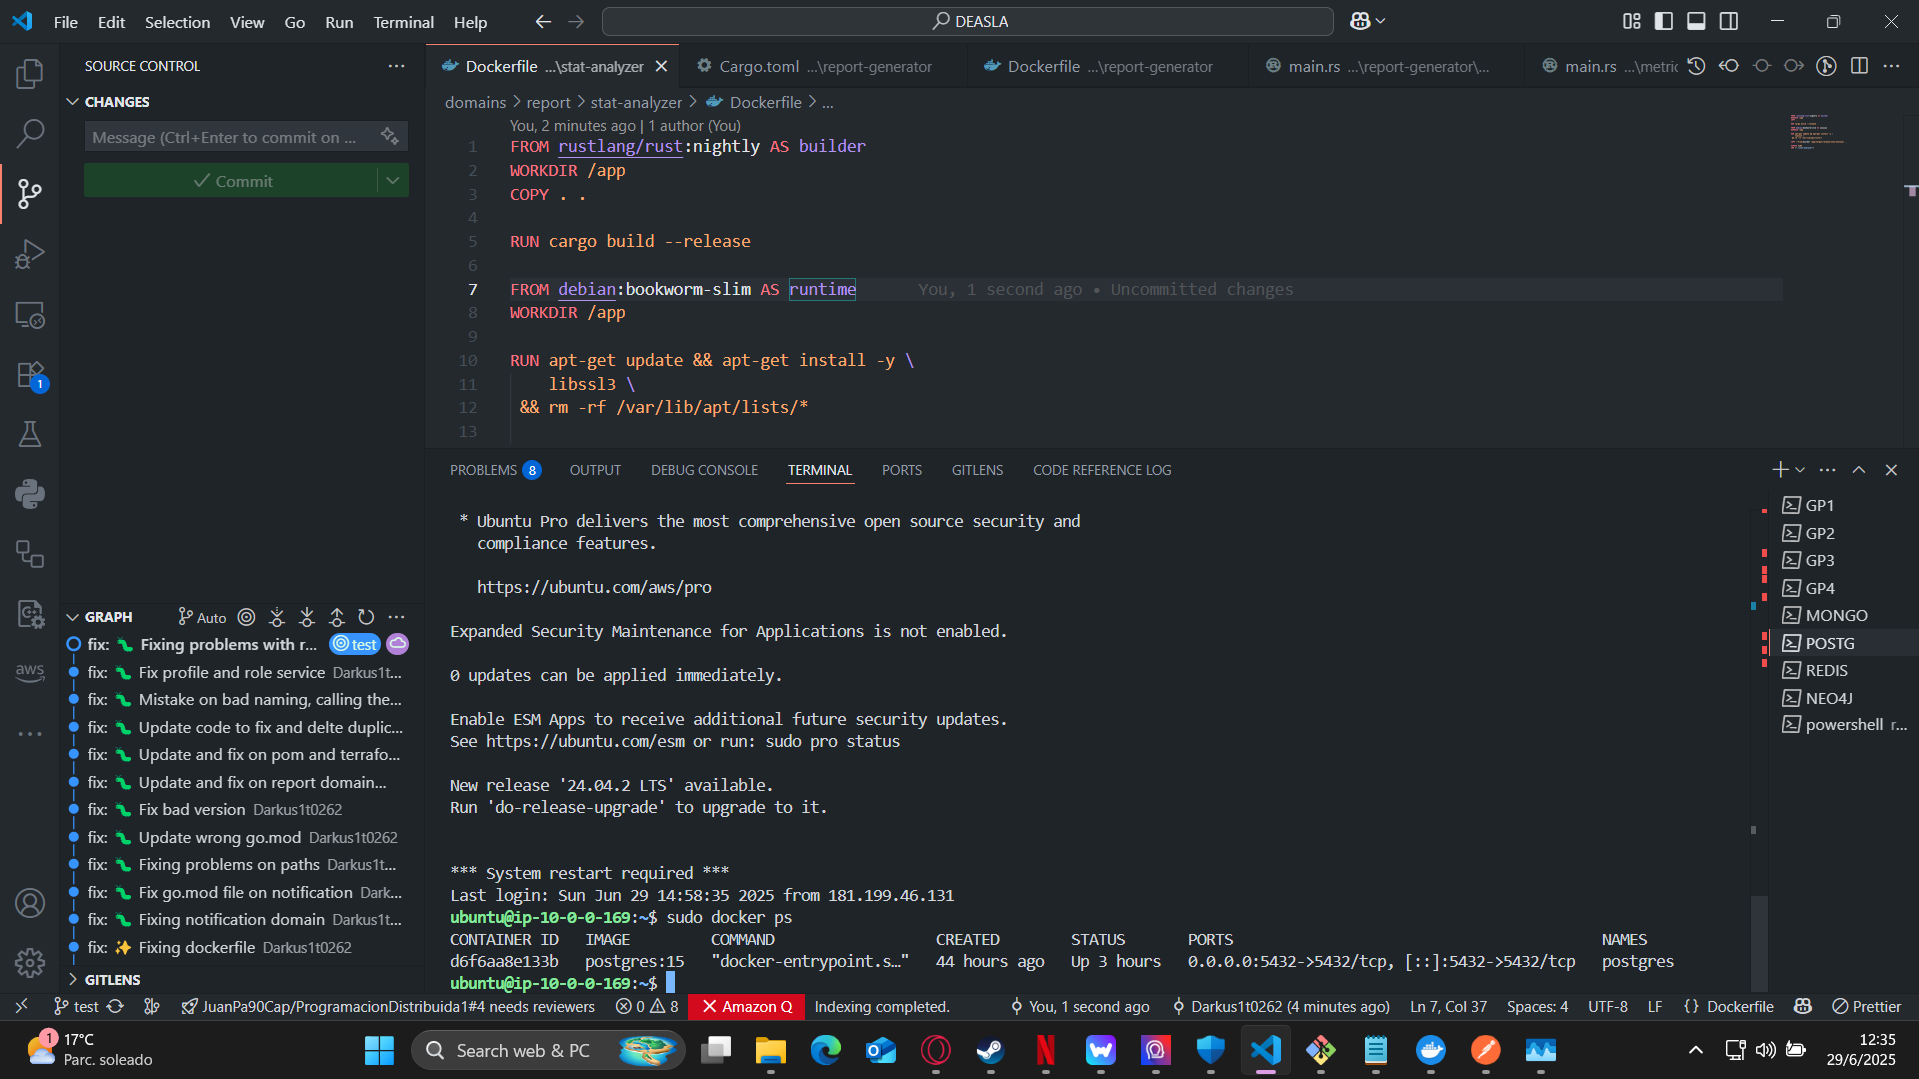 File Edit Selection View Go Run Terminal Help
DEASLA
SOURCE CONTROL
CHANGES
Message (Ctrl+Enter to commit on ...
Commit
Dockerfile ...\stat-analyzer
Cargo.toml ...\report-generator
Dockerfile ...\report-generator
main.rs ...\report-generator\...
main.rs ...\metric
domains > report > stat-analyzer > Dockerfile > ...
You, 2 minutes ago | 1 author (You)
1 FROM rustlang/rust:nightly AS builder
2 WORKDIR /app
3 COPY . .
4
5 RUN cargo build --release
6
7 FROM debian:bookworm-slim AS runtime You, 1 second ago • Uncommitted changes
8 WORKDIR /app
9
10 RUN apt-get update && apt-get install -y \
11 libssl3 \
12 && rm -rf /var/lib/apt/lists/*
13
PROBLEMS 8 OUTPUT DEBUG CONSOLE TERMINAL PORTS GITLENS CODE REFERENCE LOG
* Ubuntu Pro delivers the most comprehensive open source security and
compliance features.
https://ubuntu.com/aws/pro
Expanded Security Maintenance for Applications is not enabled.
0 updates can be applied immediately.
Enable ESM Apps to receive additional future security updates.
See https://ubuntu.com/esm or run: sudo pro status
New release '24.04.2 LTS' available.
Run 'do-release-upgrade' to upgrade to it.
*** System restart required ***
Last login: Sun Jun 29 14:58:35 2025 from 181.199.46.131
ubuntu@ip-10-0-0-169:~$ sudo docker ps
CONTAINER ID IMAGE COMMAND CREATED STATUS PORTS NAMES
d6f6aa8e133b postgres:15 "docker-entrypoint.s…" 44 hours ago Up 3 hours 0.0.0.0:5432->5432/tcp, [::]:5432->5432/tcp postgres
ubuntu@ip-10-0-0-169:~$
GP1
GP2
GP3
GP4
MONGO
POSTG
REDIS
NEO4J
powershell r...
1
aws
GRAPH Auto
fix: Fixing problems with r... test
fix: Fix profile and role service Darkus1t...
fix: Mistake on bad naming, calling the...
fix: Update code to fix and delte duplic...
fix: Update and fix on pom and terrafo...
fix: Update and fix on report domain...
fix: Fix bad version Darkus1t0262
fix: Update wrong go.mod Darkus1t0262
fix: Fixing problems on paths Darkus1t...
fix: Fix go.mod file on notification Dark...
fix: Fixing notification domain Darkus1t...
fix: Fixing dockerfile Darkus1t0262
GITLENS
test JuanPa90Cap/ProgramacionDistribuida1#4 needs reviewers 0 8 Amazon Q Indexing completed. You, 1 second ago Darkus1t0262 (4 minutes ago) Ln 7, Col 37 Spaces: 4 UTF-8 LF {} Dockerfile Prettier
1
17°C
Parc. soleado
Search web & PC
12:35
29/6/2025